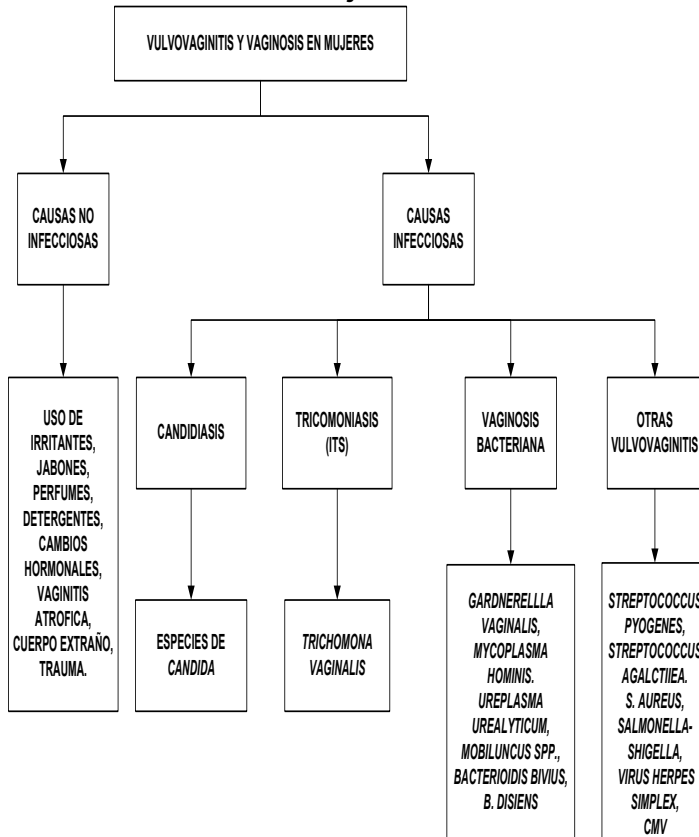 VULVOVAGINITIS Y VAGINOSIS EN MUJERES
CAUSAS NO
INFECCIOSAS
CAUSAS
INFECCIOSAS
USO DE
IRRITANTES,
JABONES,
PERFUMES,
DETERGENTES,
CAMBIOS
HORMONALES,
VAGINITIS
ATROFICA,
CUERPO EXTRAÑO,
TRAUMA.
CANDIDIASIS
TRICOMONIASIS
(ITS)
VAGINOSIS
BACTERIANA
OTRAS
VULVOVAGINITIS
ESPECIES DE
CANDIDA
TRICHOMONA
VAGINALIS
GARDNERELLLA
VAGINALIS,
MYCOPLASMA
HOMINIS.
UREPLASMA
UREALYTICUM,
MOBILUNCUS SPP.,
BACTERIOIDIS BIVIUS,
B. DISIENS
STREPTOCOCCUS
PYOGENES,
STREPTOCOCCUS
AGALCTIIEA.
S. AUREUS,
SALMONELLA-
SHIGELLA,
VIRUS HERPES
SIMPLEX,
CMV